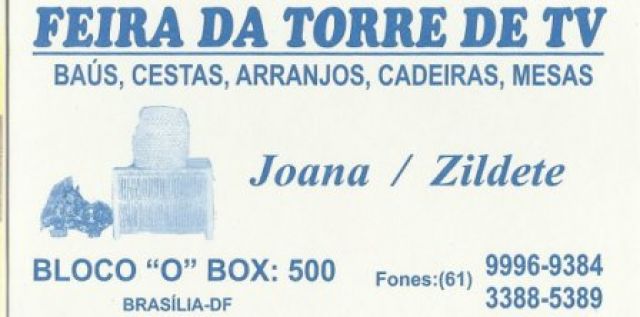 FEIRA DA TORRE DE TV
BAÚS, CESTAS, ARRANJOS, CADEIRAS, MESAS
Joana / Zildete
BLOCO “O” BOX: 500
BRASÍLIA-DF
Fones:(61) 9996-9384
3388-5389